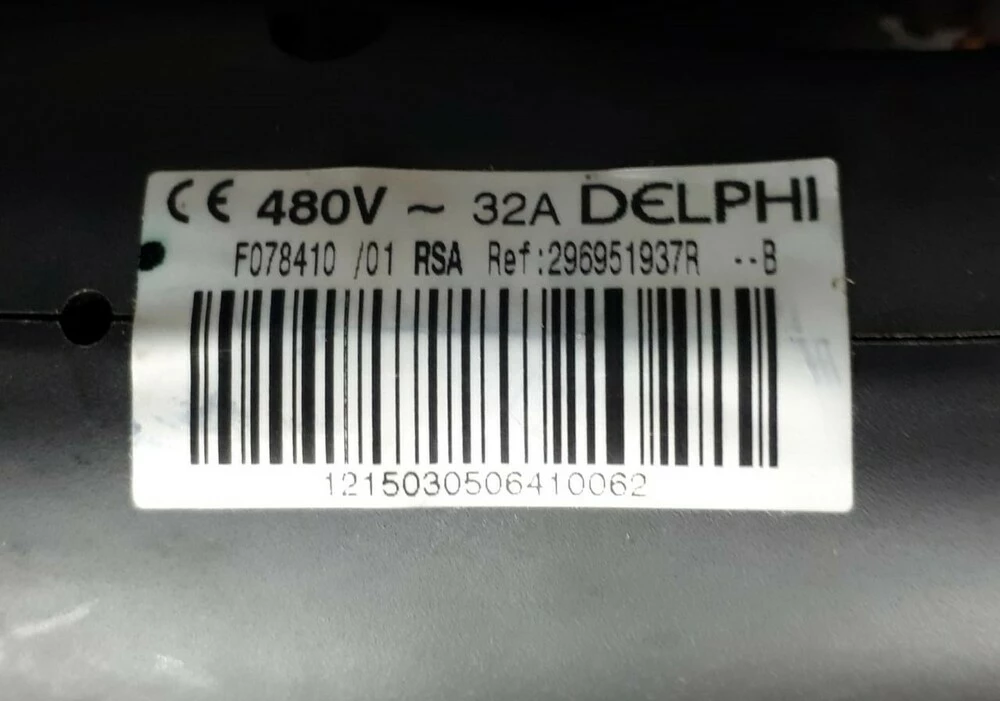 CE 480V ~ 32A DELPHI
F078410 /01 RSA Ref:296951937R --B
1215030506410062